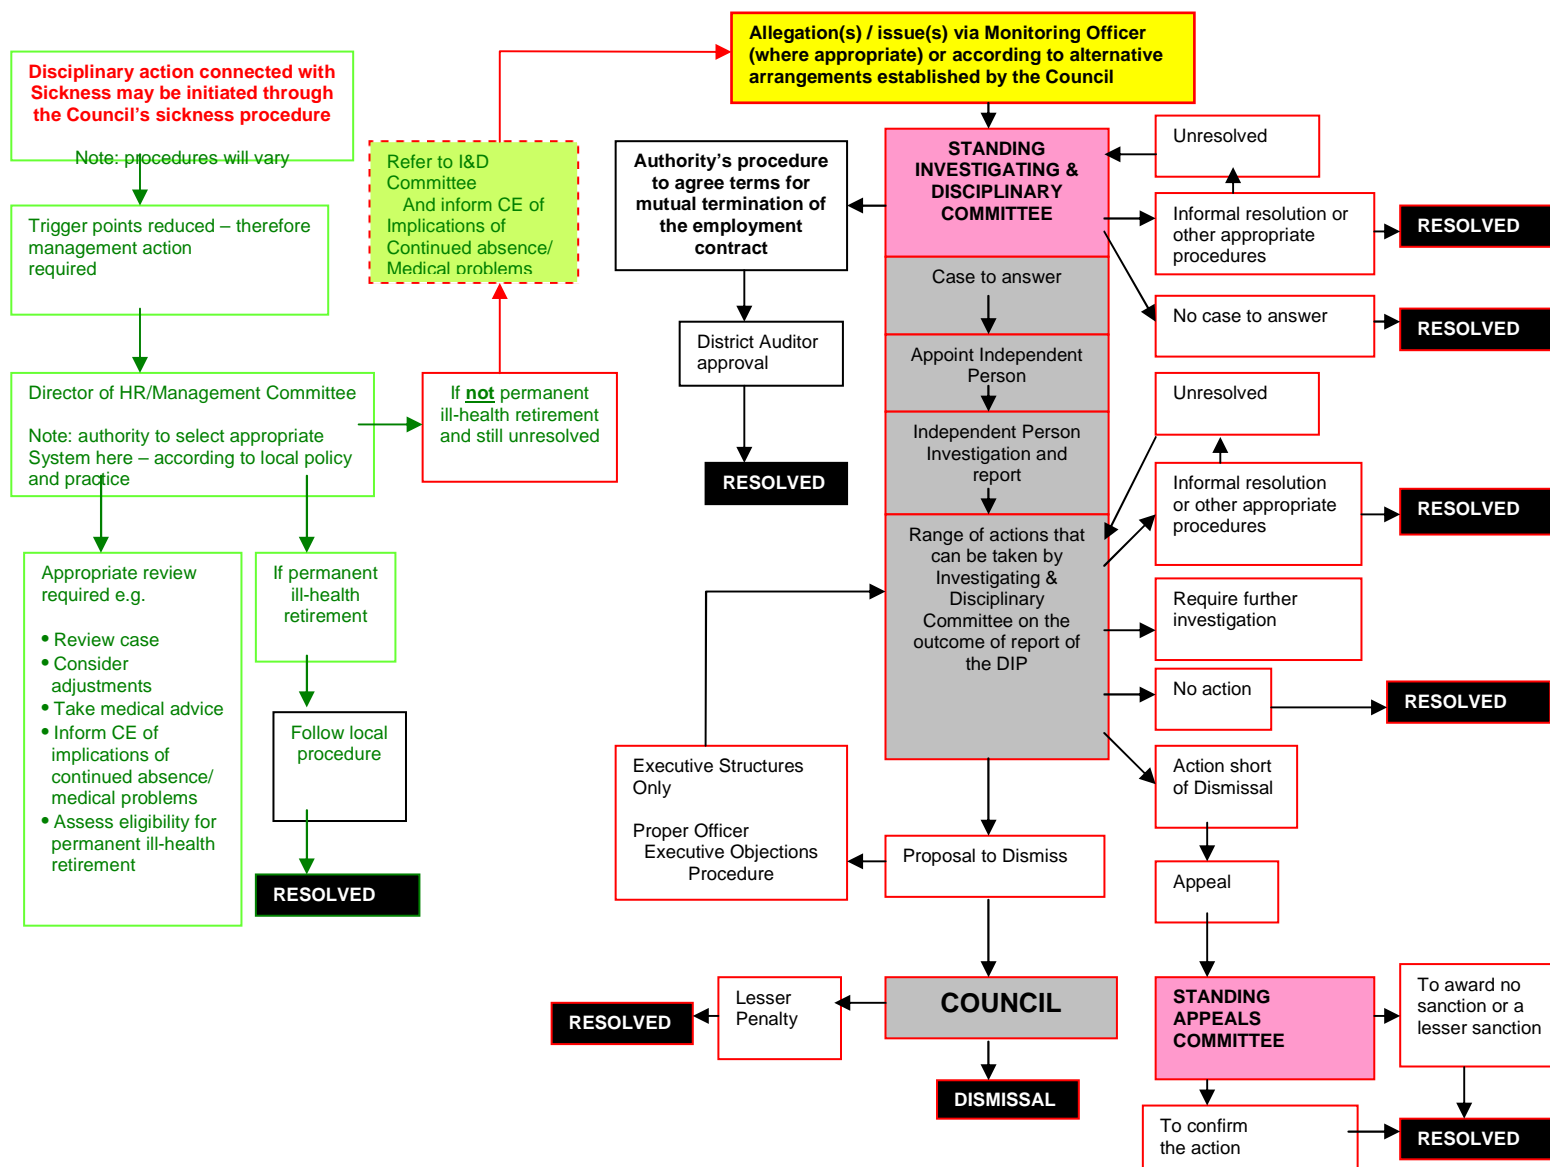 Allegation(s) / issue(s) via Monitoring Officer
(where appropriate) or according to alternative
arrangements established by the Council
Disciplinary action connected with
Sickness may be initiated through
the Council's sickness procedure
Note: procedures will vary
Trigger points reduced – therefore
management action
required
Director of HR/Management Committee
Note: authority to select appropriate
System here – according to local policy
and practice
Appropriate review
required e.g.
• Review case
• Consider
adjustments
• Take medical advice
• Inform CE of
implications of
continued absence/
medical problems
• Assess eligibility for
permanent ill-health
retirement
If permanent
ill-health
retirement
Follow local
procedure
RESOLVED
If not permanent
ill-health retirement
and still unresolved
Refer to I&D
Committee
And inform CE of
Implications of
Continued absence/
Medical problems
Authority's procedure
to agree terms for
mutual termination of
the employment
contract
District Auditor
approval
RESOLVED
STANDING
INVESTIGATING &
DISCIPLINARY
COMMITTEE
Case to answer
Appoint Independent
Person
Independent Person
Investigation and
report
Range of actions that
can be taken by
Investigating &
Disciplinary
Committee on the
outcome of report of
the DIP
Unresolved
Informal resolution or
other appropriate
procedures
RESOLVED
No case to answer
RESOLVED
Unresolved
Informal resolution
or other appropriate
procedures
RESOLVED
Require further
investigation
No action
RESOLVED
Action short
of Dismissal
Appeal
Executive Structures
Only
Proper Officer
Executive Objections
Procedure
Proposal to Dismiss
COUNCIL
Lesser
Penalty
RESOLVED
DISMISSAL
STANDING
APPEALS
COMMITTEE
To award no
sanction or a
lesser sanction
To confirm
the action
RESOLVED